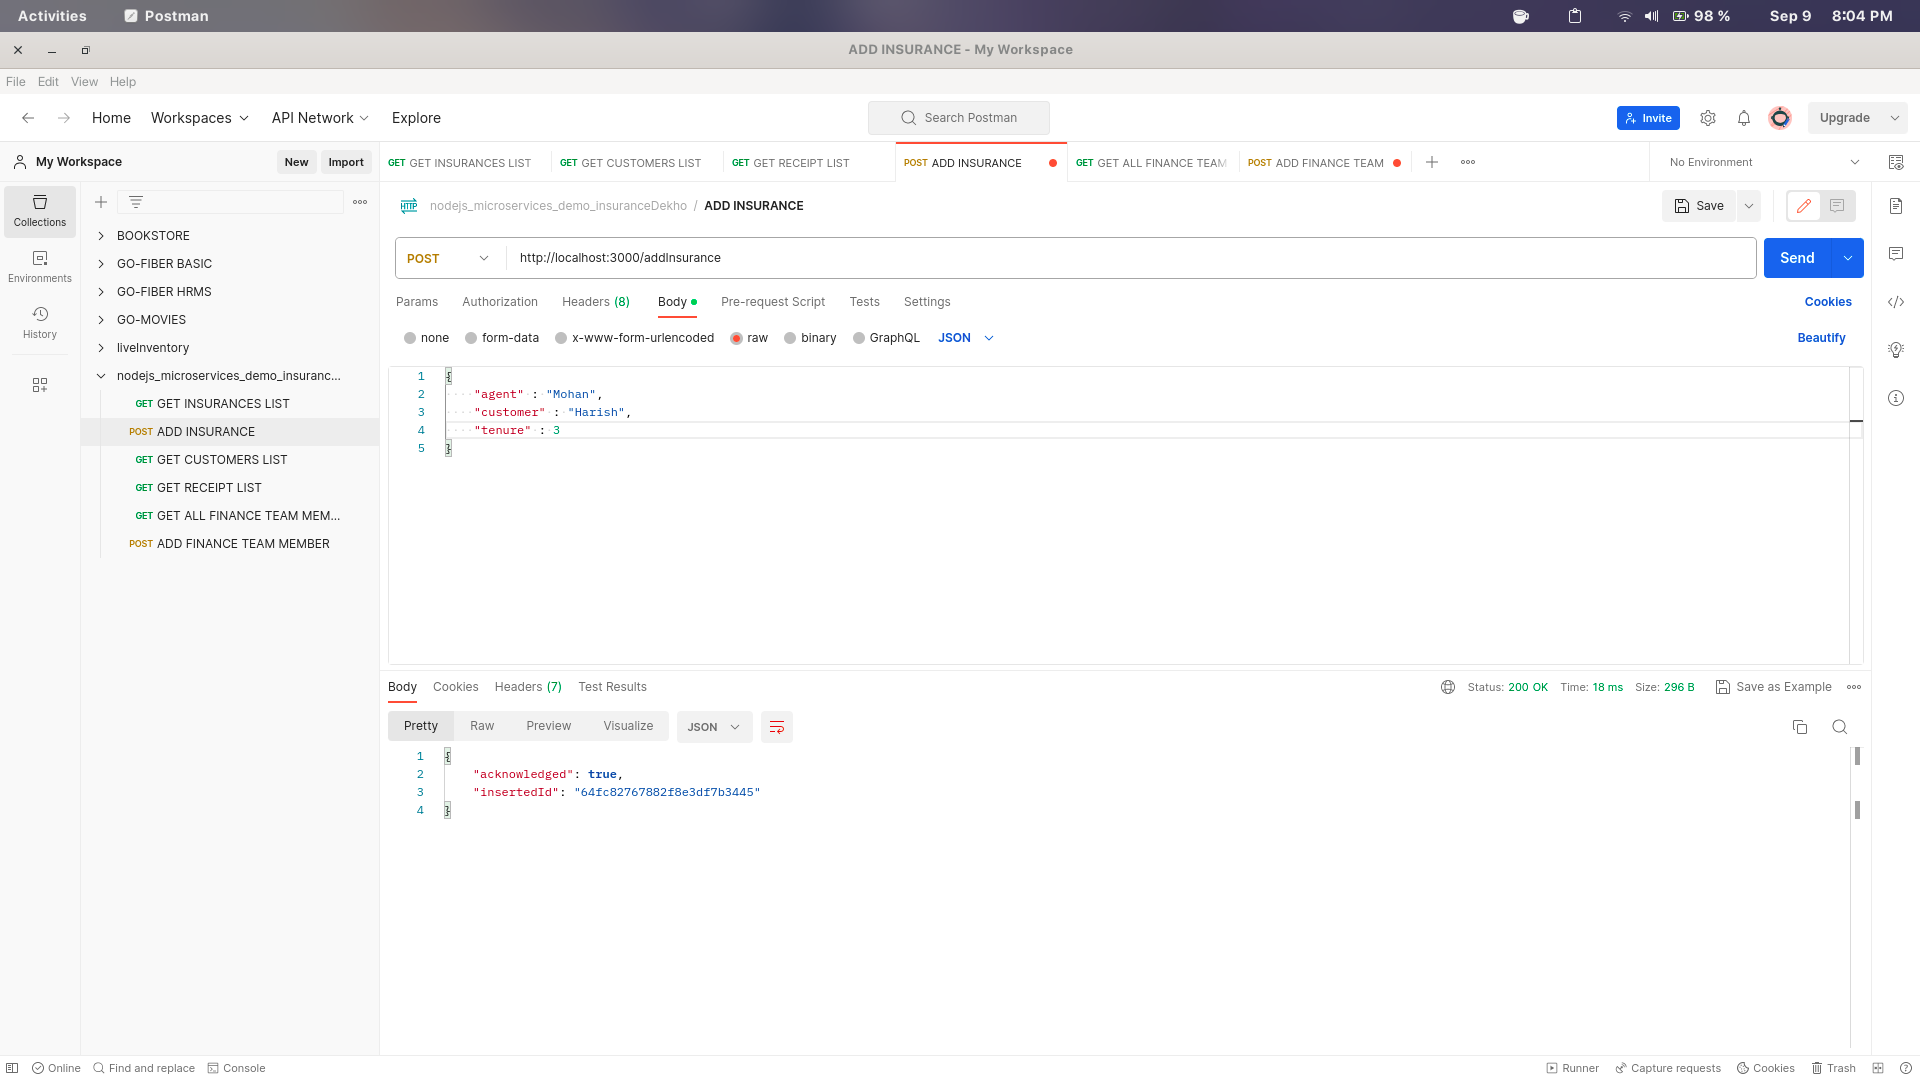 Activities Postman 98 % Sep 9 8:04 PM
ADD INSURANCE - My Workspace
File Edit View Help
Home Workspaces API Network Explore Search Postman Invite Upgrade
My Workspace New Import
GET GET INSURANCES LIST GET GET CUSTOMERS LIST GET GET RECEIPT LIST POST ADD INSURANCE GET GET ALL FINANCE TEAM POST ADD FINANCE TEAM No Environment
Collections
Environments
History
BOOKSTORE
GO-FIBER BASIC
GO-FIBER HRMS
GO-MOVIES
liveInventory
nodejs_microservices_demo_insuranc...
GET GET INSURANCES LIST
POST ADD INSURANCE
GET GET CUSTOMERS LIST
GET GET RECEIPT LIST
GET GET ALL FINANCE TEAM MEM...
POST ADD FINANCE TEAM MEMBER
HTTP nodejs_microservices_demo_insuranceDekho / ADD INSURANCE Save
POST http://localhost:3000/addInsurance Send
Params Authorization Headers (8) Body Pre-request Script Tests Settings Cookies
none form-data x-www-form-urlencoded raw binary GraphQL JSON Beautify
1 {
2 "agent" : "Mohan",
3 "customer" : "Harish",
4 "tenure" : 3
5 }
Body Cookies Headers (7) Test Results Status: 200 OK Time: 18 ms Size: 296 B Save as Example
Pretty Raw Preview Visualize JSON
1 {
2 "acknowledged": true,
3 "insertedId": "64fc82767882f8e3df7b3445"
4 }
Online Find and replace Console Runner Capture requests Cookies Trash